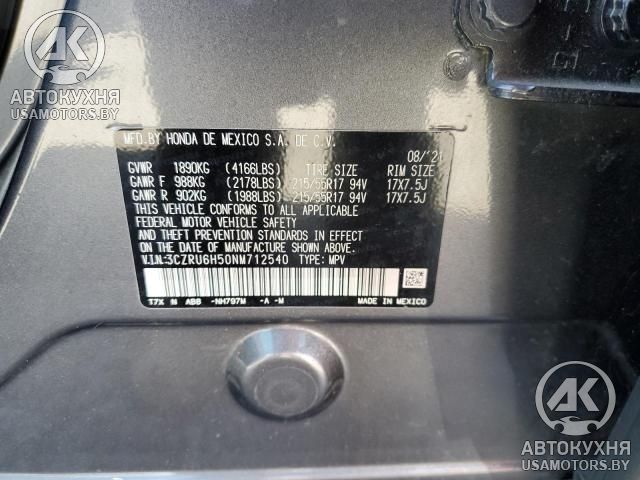 АВТОКУХНЯ
USAMOTORS.BY
MFD.BY HONDA DE MEXICO S.A. DE C.V.
08/'21
GVWR 1890KG (4166LBS) TIRE SIZE RIM SIZE
GAWR F 988KG (2178LBS) 215/55R17 94V 17X7.5J
GAWR R 902KG (1988LBS) 215/55R17 94V 17X7.5J
THIS VEHICLE CONFORMS TO ALL APPLICABLE
FEDERAL MOTOR VEHICLE SAFETY
AND THEFT PREVENTION STANDARDS IN EFFECT
ON THE DATE OF MANUFACTURE SHOWN ABOVE.
V.I.N.:3CZRU6H50NM712540 TYPE: MPV
T7X N ABB -NH797M -A -M
MADE IN MEXICO
АВТОКУХНЯ
USAMOTORS.BY